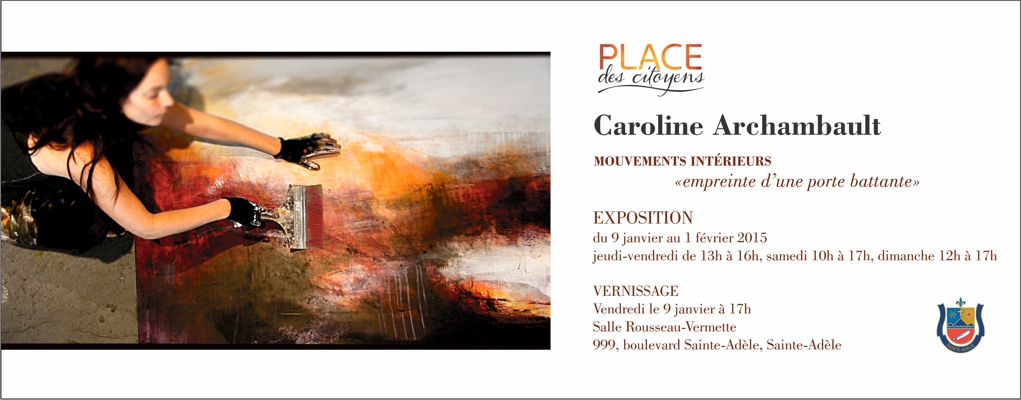 PLACE
des citoyens
Caroline Archambault
MOUVEMENTS INTÉRIEURS
«empreinte d'une porte battante»
EXPOSITION
du 9 janvier au 1 février 2015
jeudi-vendredi de 13h à 16h, samedi 10h à 17h, dimanche 12h à 17h
VERNISSAGE
Vendredi le 9 janvier à 17h
Salle Rousseau-Vermette
999, boulevard Sainte-Adèle, Sainte-Adèle